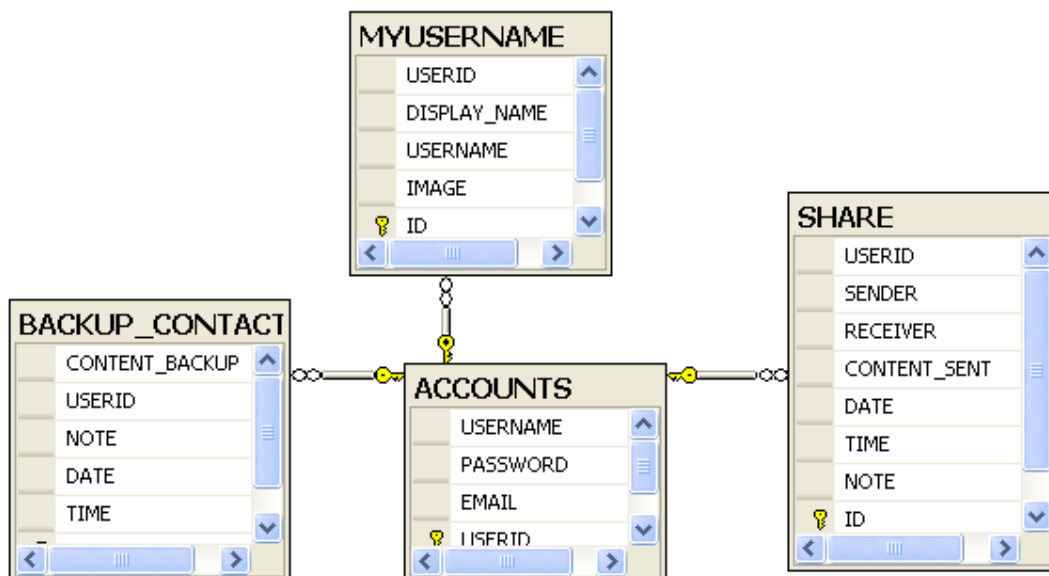 MYUSERNAME
USERID
DISPLAY_NAME
USERNAME
IMAGE
ID
BACKUP_CONTACT
CONTENT_BACKUP
USERID
NOTE
DATE
TIME
ACCOUNTS
USERNAME
PASSWORD
EMAIL
USERID
SHARE
USERID
SENDER
RECEIVER
CONTENT_SENT
DATE
TIME
NOTE
ID